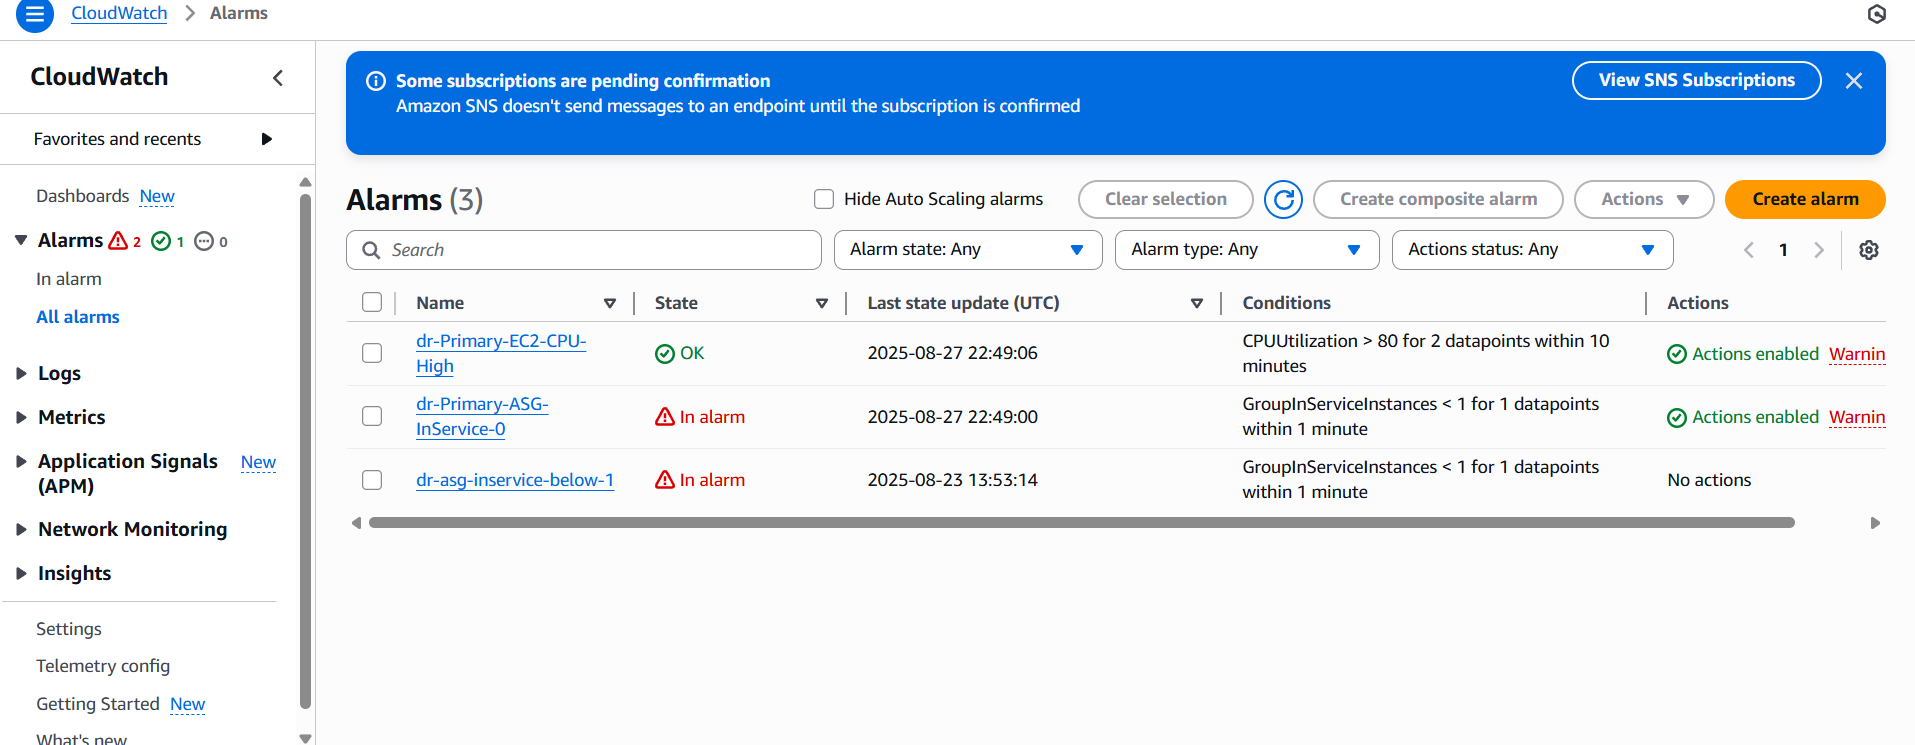 CloudWatch > Alarms
CloudWatch
Favorites and recents
Dashboards New
Alarms 2 1 0
In alarm
All alarms
Logs
Metrics
Application Signals New
(APM)
Network Monitoring
Insights
Settings
Telemetry config
Getting Started New
What's new
Some subscriptions are pending confirmation
Amazon SNS doesn't send messages to an endpoint until the subscription is confirmed
View SNS Subscriptions
Alarms (3)
Hide Auto Scaling alarms
Clear selection
Create composite alarm
Actions
Create alarm
Search
Alarm state: Any
Alarm type: Any
Actions status: Any
1
Name State Last state update (UTC) Conditions Actions
dr-Primary-EC2-CPU-
High
OK
2025-08-27 22:49:06
CPUUtilization > 80 for 2 datapoints within 10
minutes
Actions enabled Warnin
dr-Primary-ASG-
InService-0
In alarm
2025-08-27 22:49:00
GroupInServiceInstances < 1 for 1 datapoints
within 1 minute
Actions enabled Warnin
dr-asg-inservice-below-1
In alarm
2025-08-23 13:53:14
GroupInServiceInstances < 1 for 1 datapoints
within 1 minute
No actions